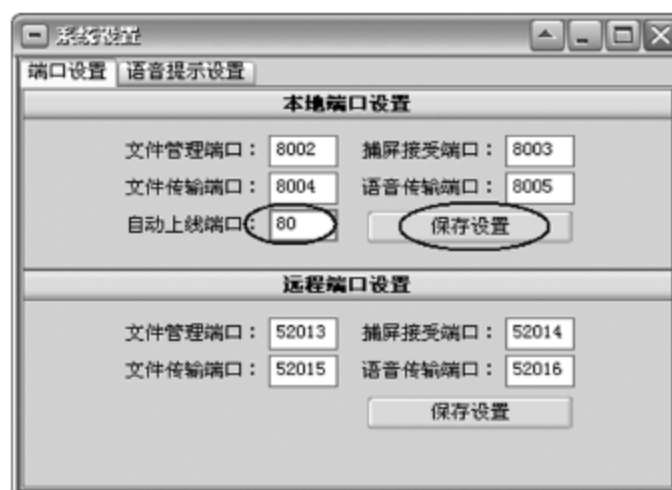 系统设置
端口设置 语音提示设置
本地端口设置
文件管理端口： 8002 捕屏接受端口： 8003
文件传输端口： 8004 语音传输端口： 8005
自动上线端口： 80 保存设置
远程端口设置
文件管理端口： 52013 捕屏接受端口： 52014
文件传输端口： 52015 语音传输端口： 52016
保存设置